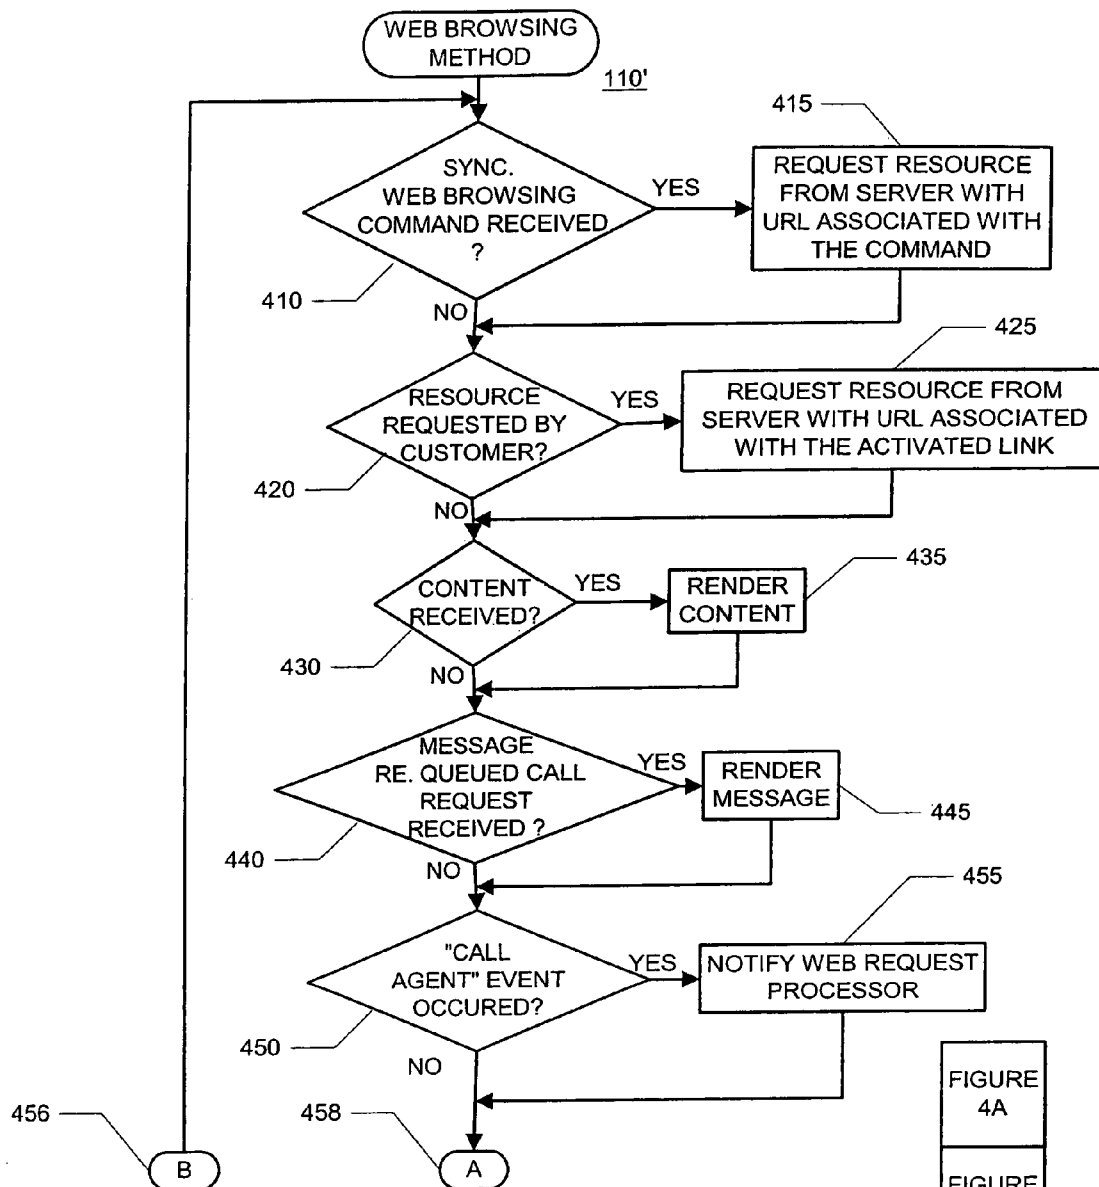 WEB BROWSING
METHOD
110'
415
SYNC.
WEB BROWSING
COMMAND RECEIVED
?
YES
REQUEST RESOURCE
FROM SERVER WITH
URL ASSOCIATED WITH
THE COMMAND
410
NO
425
RESOURCE
REQUESTED BY
CUSTOMER?
YES
REQUEST RESOURCE FROM
SERVER WITH URL ASSOCIATED
WITH THE ACTIVATED LINK
420
NO
435
CONTENT
RECEIVED?
YES
RENDER
CONTENT
430
NO
MESSAGE
RE. QUEUED CALL
REQUEST
RECEIVED ?
YES
RENDER
MESSAGE
445
440
NO
455
"CALL
AGENT" EVENT
OCCURED?
YES
NOTIFY WEB REQUEST
PROCESSOR
450
NO
FIGURE
4A
456
458
B
A
FIGURE